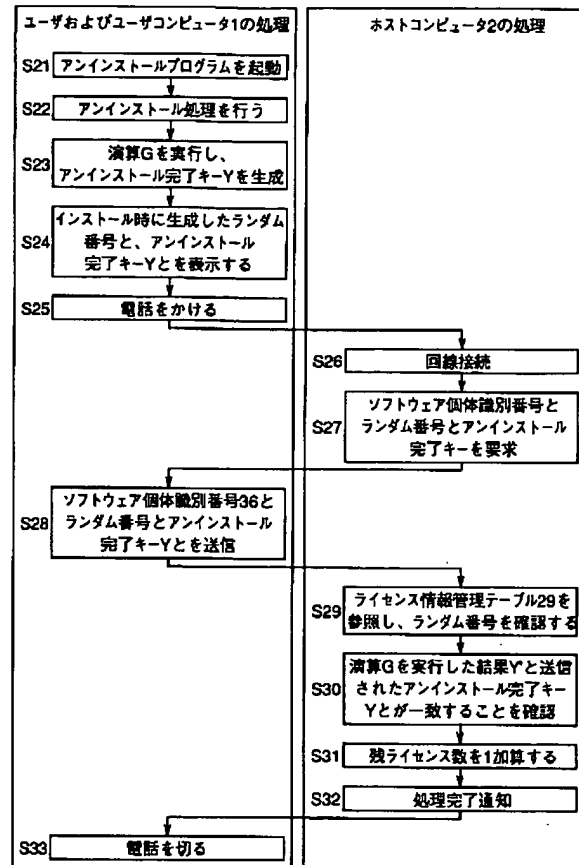 ユーザおよびユーザコンピュータ1の処理
ホストコンピュータ2の処理
S21
アンインストールプログラムを起動
S22
アンインストール処理を行う
S23
演算Gを実行し、
アンインストール完了キーYを生成
S24
インストール時に生成したランダム
番号と、アンインストール
完了キーYとを表示する
S25
電話をかける
S26
回線接続
S27
ソフトウェア個体識別番号と
ランダム番号とアンインストール
完了キーを要求
S28
ソフトウェア個体識別番号36と
ランダム番号とアンインストール
完了キーYとを送信
S29
ライセンス情報管理テーブル29を
参照し、ランダム番号を確認する
S30
演算Gを実行した結果Y'と送信
されたアンインストール完了キー
Yとが一致することを確認
S31
残ライセンス数を1加算する
S32
処理完了通知
S33
電話を切る